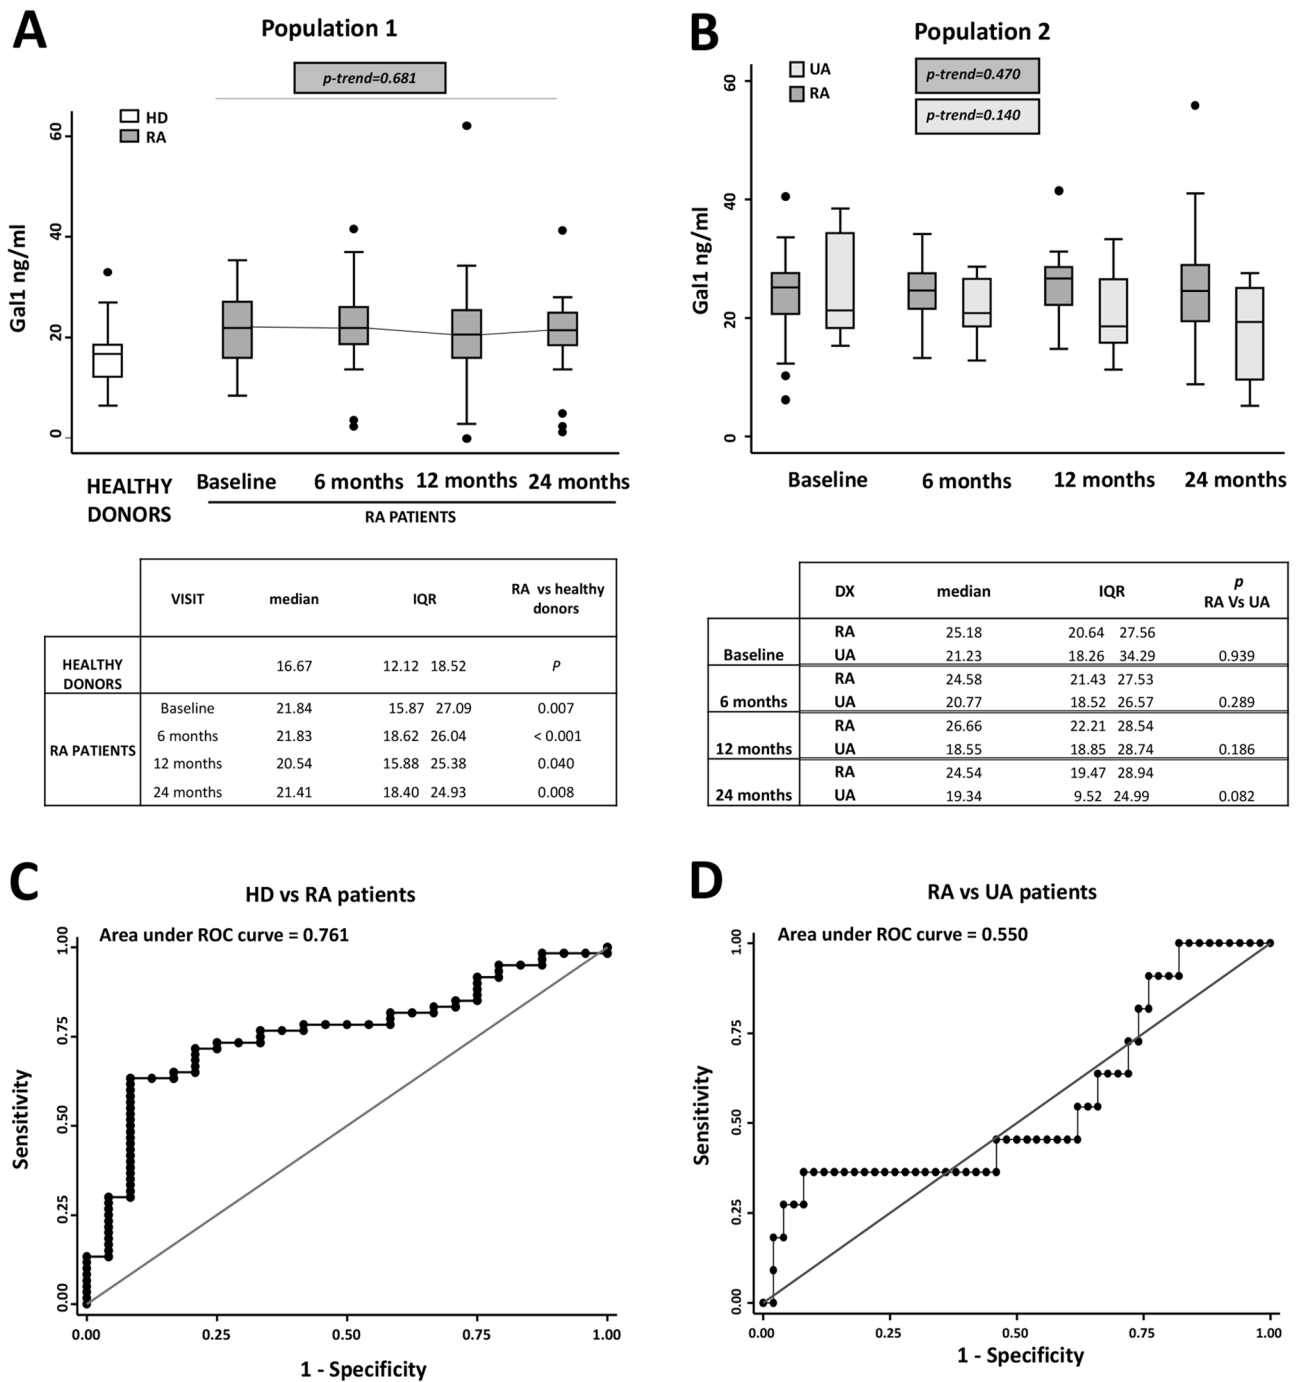 A
Population 1
p-trend=0.681
HD
RA
Gal1 ng/ml
60
40
20
0
HEALTHY
DONORS
Baseline
6 months
12 months
24 months
RA PATIENTS
VISIT median IQR RA vs healthy
donors
HEALTHY
DONORS
16.67 12.12 18.52 P
RA PATIENTS
Baseline 21.84 15.87 27.09 0.007
6 months 21.83 18.62 26.04 < 0.001
12 months 20.54 15.88 25.38 0.040
24 months 21.41 18.40 24.93 0.008
B
Population 2
UA
RA
p-trend=0.470
p-trend=0.140
Gal1 ng/ml
60
40
20
0
Baseline
6 months
12 months
24 months
DX median IQR p
RA Vs UA
RA 25.18 20.64 27.56
Baseline UA 21.23 18.26 34.29 0.939
RA 24.58 21.43 27.53
6 months UA 20.77 18.52 26.57 0.289
RA 26.66 22.21 28.54
12 months UA 18.55 18.85 28.74 0.186
RA 24.54 19.47 28.94
24 months UA 19.34 9.52 24.99 0.082
C
HD vs RA patients
Area under ROC curve = 0.761
Sensitivity
1.00
0.75
0.50
0.25
0.00
0.00 0.25 0.50 0.75 1.00
1 - Specificity
D
RA vs UA patients
Area under ROC curve = 0.550
Sensitivity
1.00
0.75
0.50
0.25
0.00
0.00 0.25 0.50 0.75 1.00
1 - Specificity